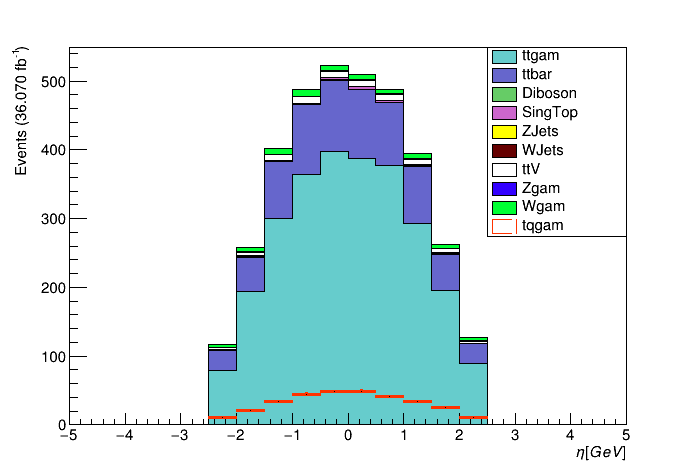 Events (36.070 fb⁻¹)
500
400
300
200
100
0
−5 −4 −3 −2 −1 0 1 2 3 4 5
η[GeV]
ttgam
ttbar
Diboson
SingTop
ZJets
WJets
ttV
Zgam
Wgam
tqgam